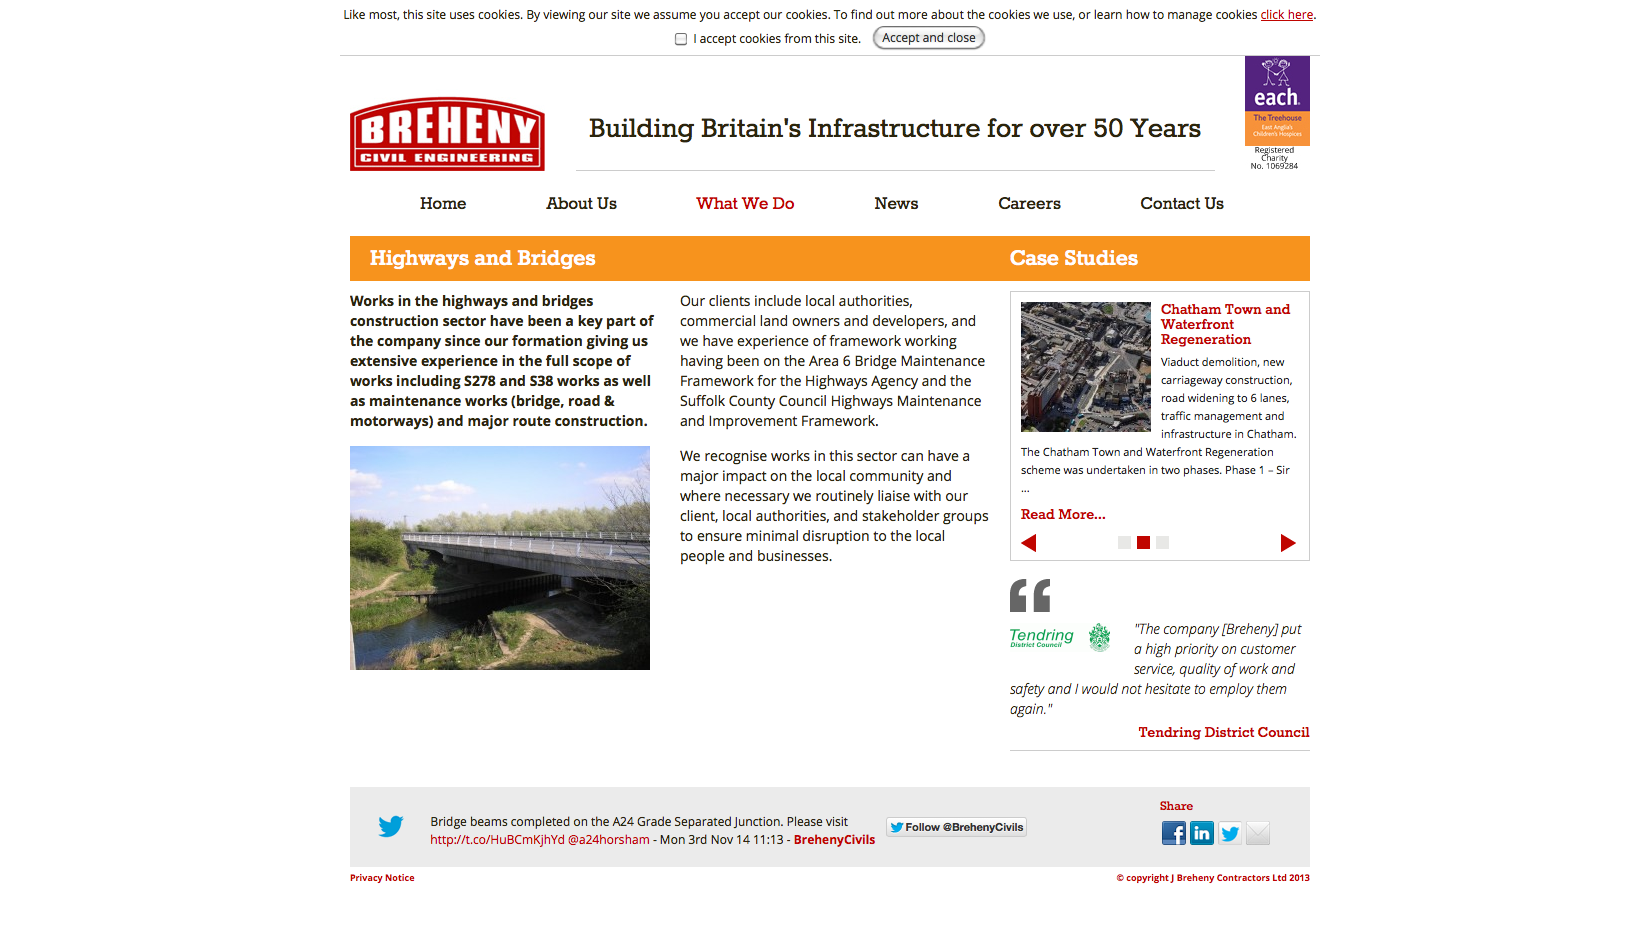 Like most, this site uses cookies. By viewing our site we assume you accept our cookies. To find out more about the cookies we use, or learn how to manage cookies click here.
I accept cookies from this site. Accept and close
each
The Treehouse
East Anglia's
Children's Hospices
Registered
Charity
No. 1069284
BREHENY
CIVIL ENGINEERING
Building Britain's Infrastructure for over 50 Years
Home About Us What We Do News Careers Contact Us
Highways and Bridges
Works in the highways and bridges
construction sector have been a key part of
the company since our formation giving us
extensive experience in the full scope of
works including S278 and S38 works as well
as maintenance works (bridge, road &
motorways) and major route construction.
Our clients include local authorities,
commercial land owners and developers, and
we have experience of framework working
having been on the Area 6 Bridge Maintenance
Framework for the Highways Agency and the
Suffolk County Council Highways Maintenance
and Improvement Framework.
We recognise works in this sector can have a
major impact on the local community and
where necessary we routinely liaise with our
client, local authorities, and stakeholder groups
to ensure minimal disruption to the local
people and businesses.
Case Studies
Chatham Town and
Waterfront
Regeneration
Viaduct demolition, new
carriageway construction,
road widening to 6 lanes,
traffic management and
infrastructure in Chatham.
The Chatham Town and Waterfront Regeneration
scheme was undertaken in two phases. Phase 1 – Sir
...
Read More...
Tendring
District Council
"The company [Breheny] put
a high priority on customer
service, quality of work and
safety and I would not hesitate to employ them
again."
Tendring District Council
Bridge beams completed on the A24 Grade Separated Junction. Please visit
http://t.co/HuBCmKjhYd @a24horsham - Mon 3rd Nov 14 11:13 - BrehenyCivils
Follow @BrehenyCivils
Share
Privacy Notice
© copyright J Breheny Contractors Ltd 2013